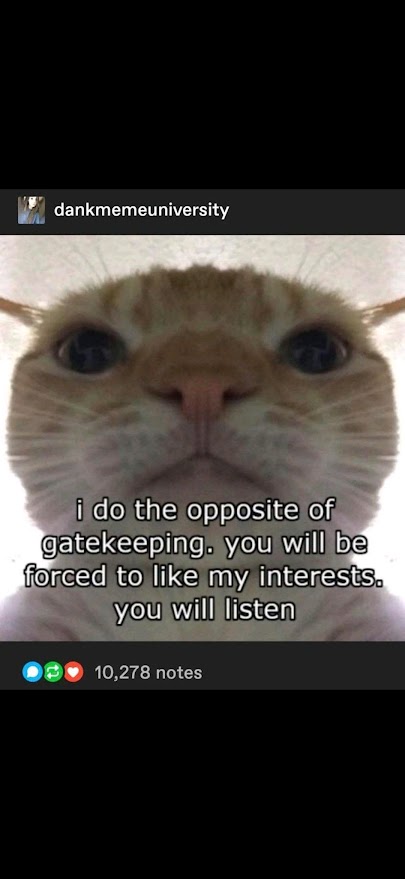 dankmemeuniversity
i do the opposite of
gatekeeping. you will be
forced to like my interests.
you will listen
10,278 notes